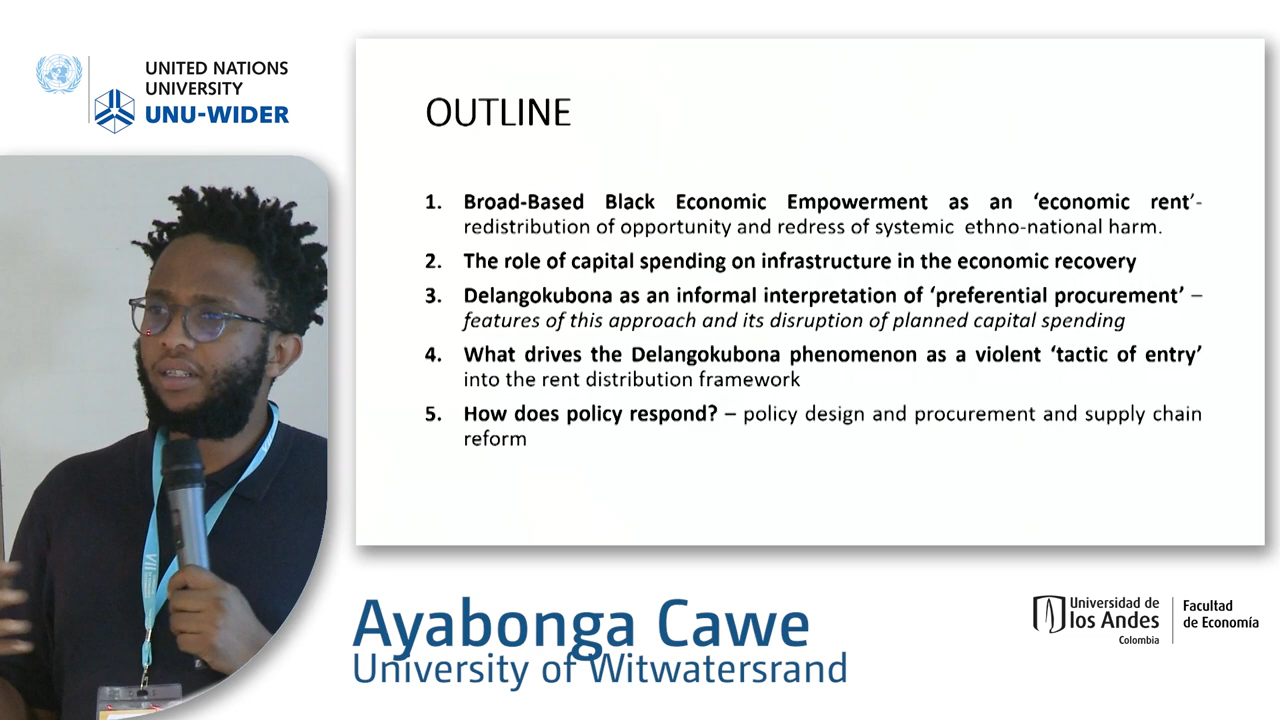 UNITED NATIONS
UNIVERSITY
UNU-WIDER
OUTLINE
1. Broad-Based Black Economic Empowerment as an ‘economic rent’-
redistribution of opportunity and redress of systemic ethno-national harm.
2. The role of capital spending on infrastructure in the economic recovery
3. Delangokubona as an informal interpretation of ‘preferential procurement’ –
features of this approach and its disruption of planned capital spending
4. What drives the Delangokubona phenomenon as a violent ‘tactic of entry’
into the rent distribution framework
5. How does policy respond? – policy design and procurement and supply chain
reform
VII
Ayabonga Cawe
University of Witwatersrand
Universidad de
los Andes
Colombia
Facultad
de Economía